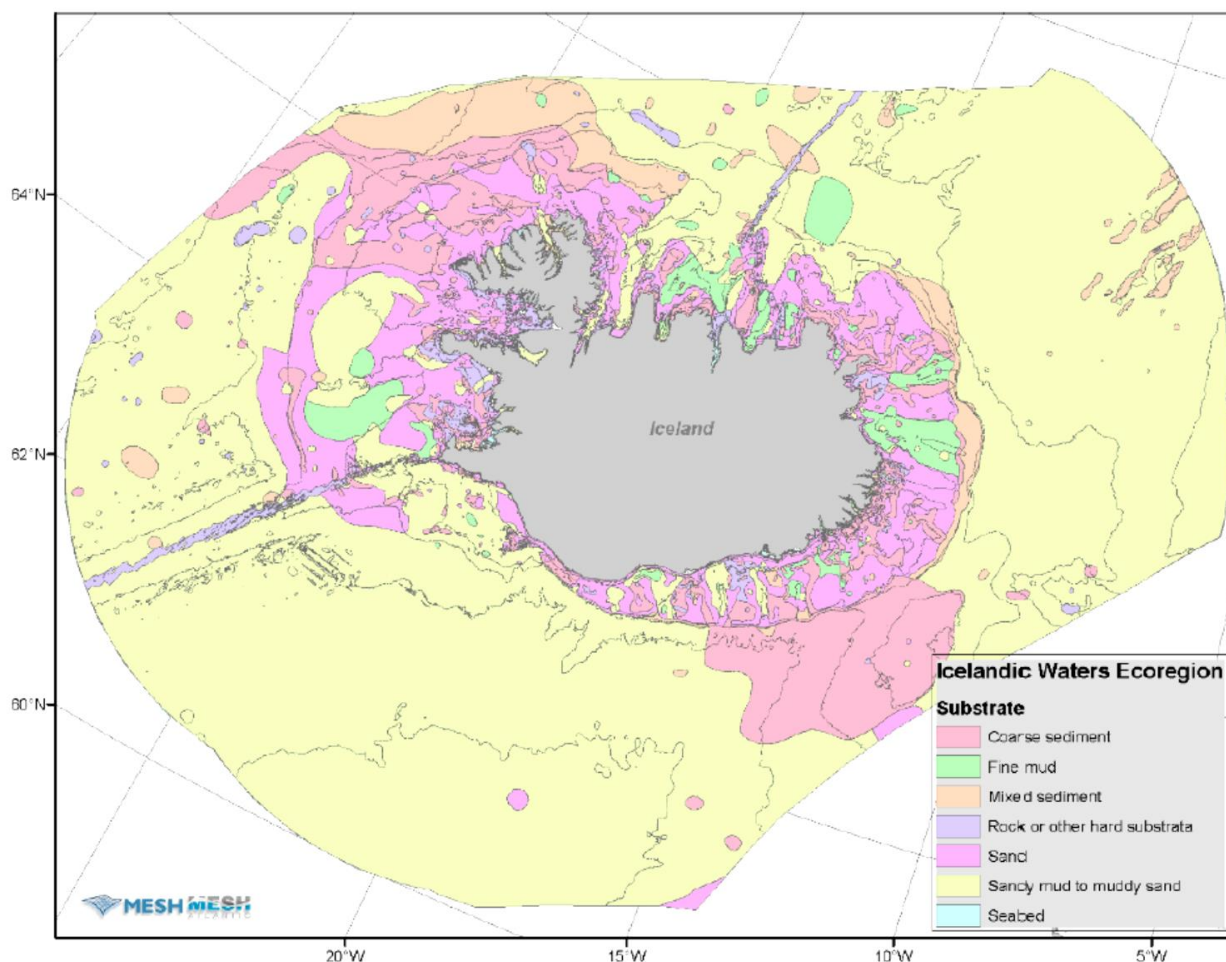 64°N
62°N
60°N
20°W
15°W
10°W
5°W
Iceland
Icelandic Waters Ecoregion
Substrate
Coarse sediment
Fine mud
Mixed sediment
Rock or other hard substrata
Sand
Sandy mud to muddy sand
Seabed
MESH MESH
ATLANTIC